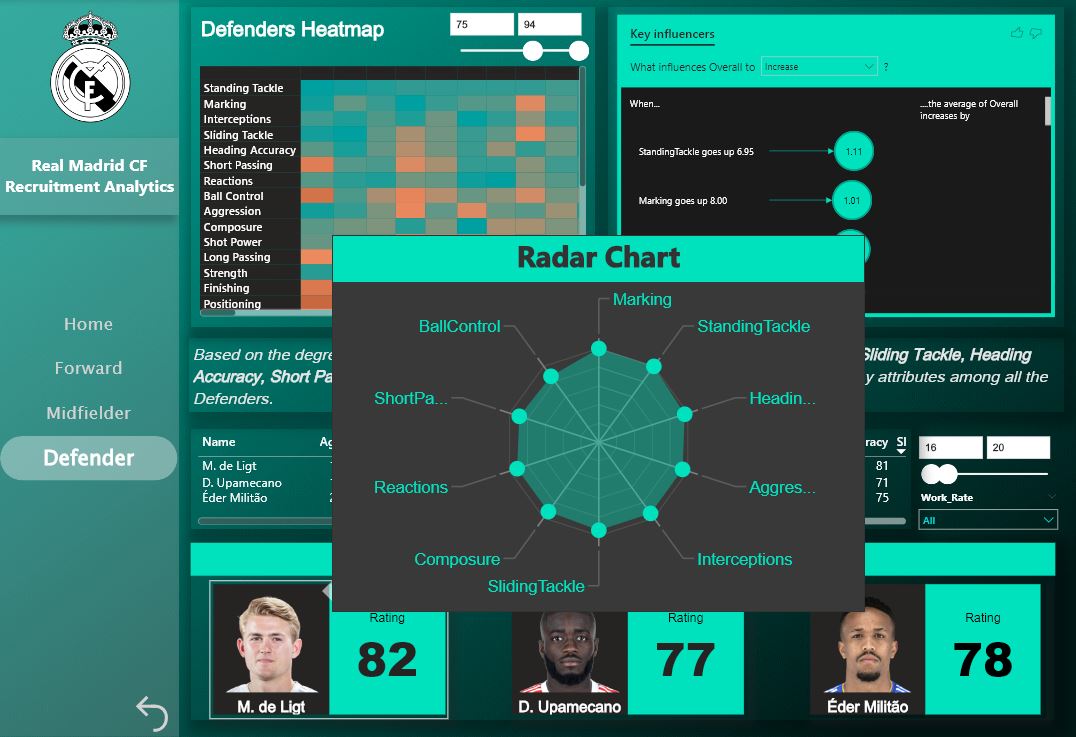 Real Madrid CF
Recruitment Analytics
Home
Forward
Midfielder
Defender
Defenders Heatmap
75
94
Standing Tackle
Marking
Interceptions
Sliding Tackle
Heading Accuracy
Short Passing
Reactions
Ball Control
Aggression
Composure
Shot Power
Long Passing
Strength
Finishing
Positioning
Key influencers
What influences Overall to
Increase
?
When...
....the average of Overall
increases by
StandingTackle goes up 6.95
1.11
Marking goes up 8.00
1.01
Radar Chart
Marking
StandingTackle
Headin...
Aggres...
Interceptions
SlidingTackle
Composure
Reactions
ShortPa...
BallControl
Based on the degre
Sliding Tackle, Heading
Accuracy, Short Pa
y attributes among all the
Defenders.
Name
Ag
racy
Sl
M. de Ligt
81
D. Upamecano
71
Éder Militão
75
16
20
Work_Rate
All
Rating
82
M. de Ligt
Rating
77
D. Upamecano
Rating
78
Éder Militão